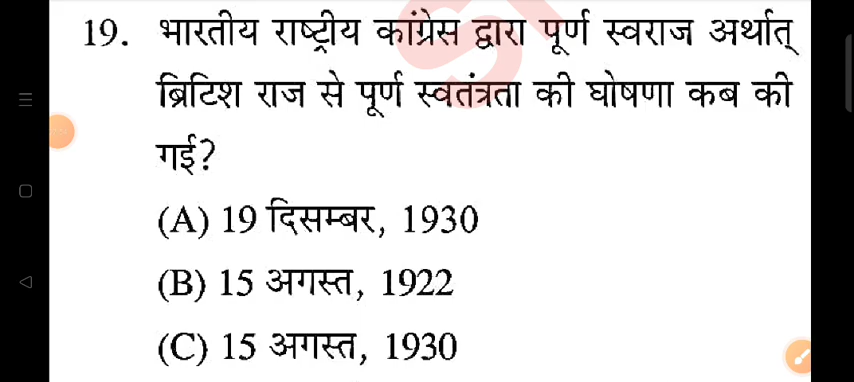 19. भारतीय राष्ट्रीय कांग्रेस द्वारा पूर्ण स्वराज अर्थात्
ब्रिटिश राज से पूर्ण स्वतंत्रता की घोषणा कब की
गई?
(A) 19 दिसम्बर, 1930
(B) 15 अगस्त, 1922
(C) 15 अगस्त, 1930